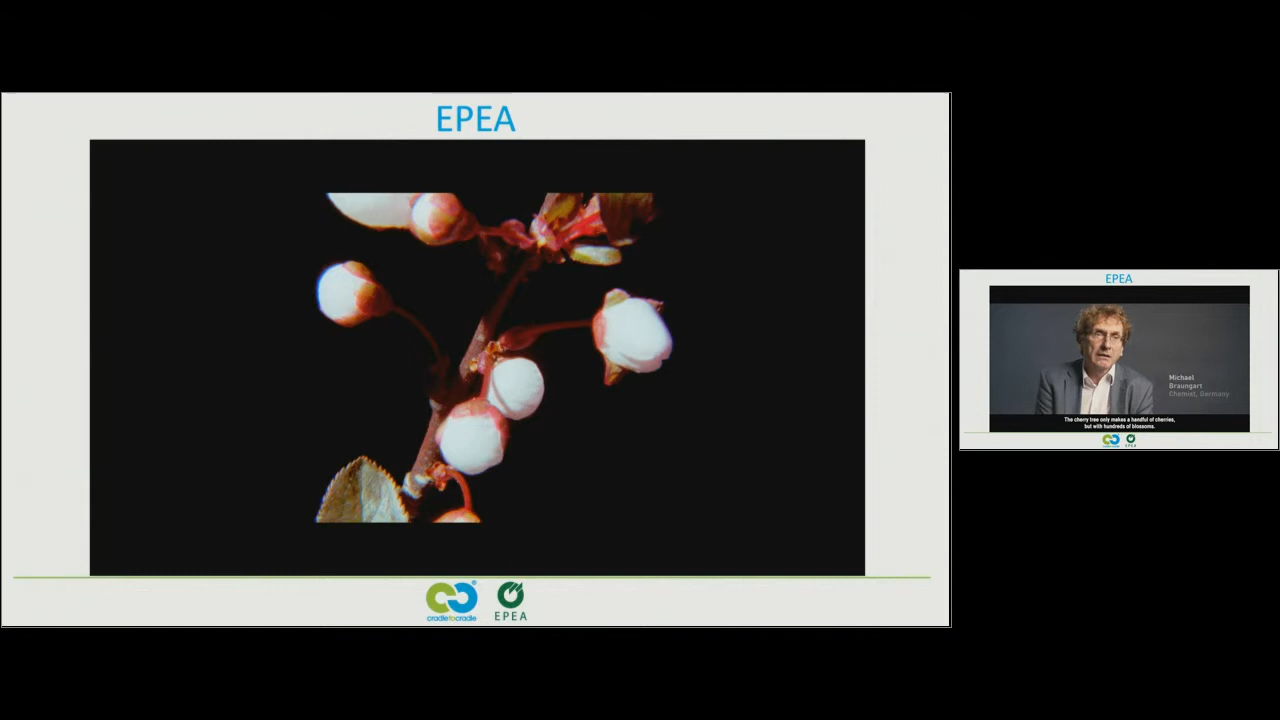 EPEA
cradletocradle
®
EPEA
EPEA
Michael
Braungart
Chemist, Germany
The cherry tree only makes a handful of cherries,
but with hundreds of blossoms.
EPEA